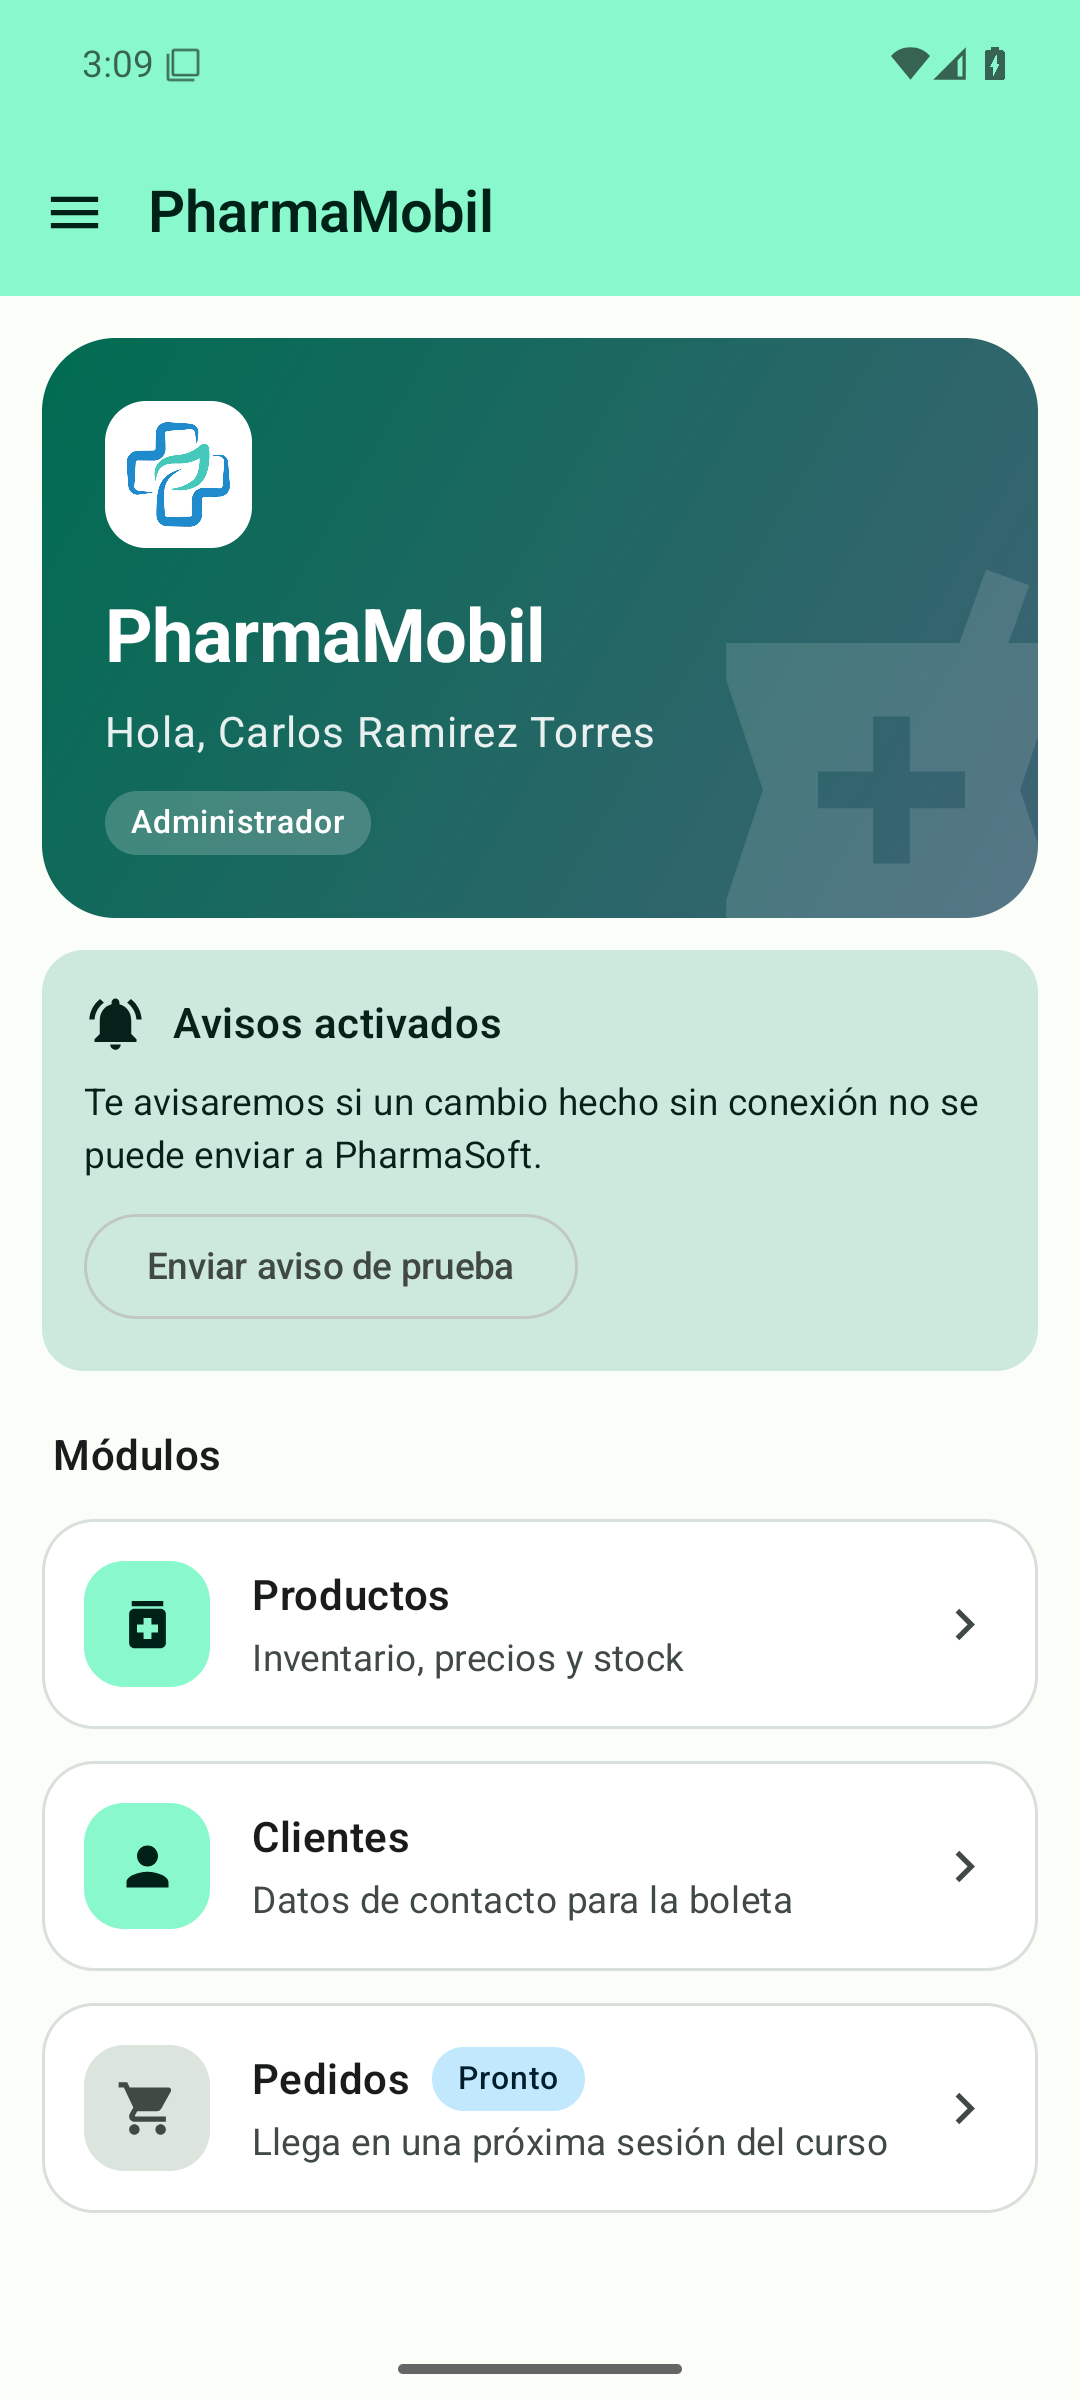 3:09
PharmaMobil
PharmaMobil
Hola, Carlos Ramirez Torres
Administrador
Avisos activados
Te avisaremos si un cambio hecho sin conexión no se
puede enviar a PharmaSoft.
Enviar aviso de prueba
Módulos
Productos
Inventario, precios y stock
Clientes
Datos de contacto para la boleta
Pedidos Pronto
Llega en una próxima sesión del curso